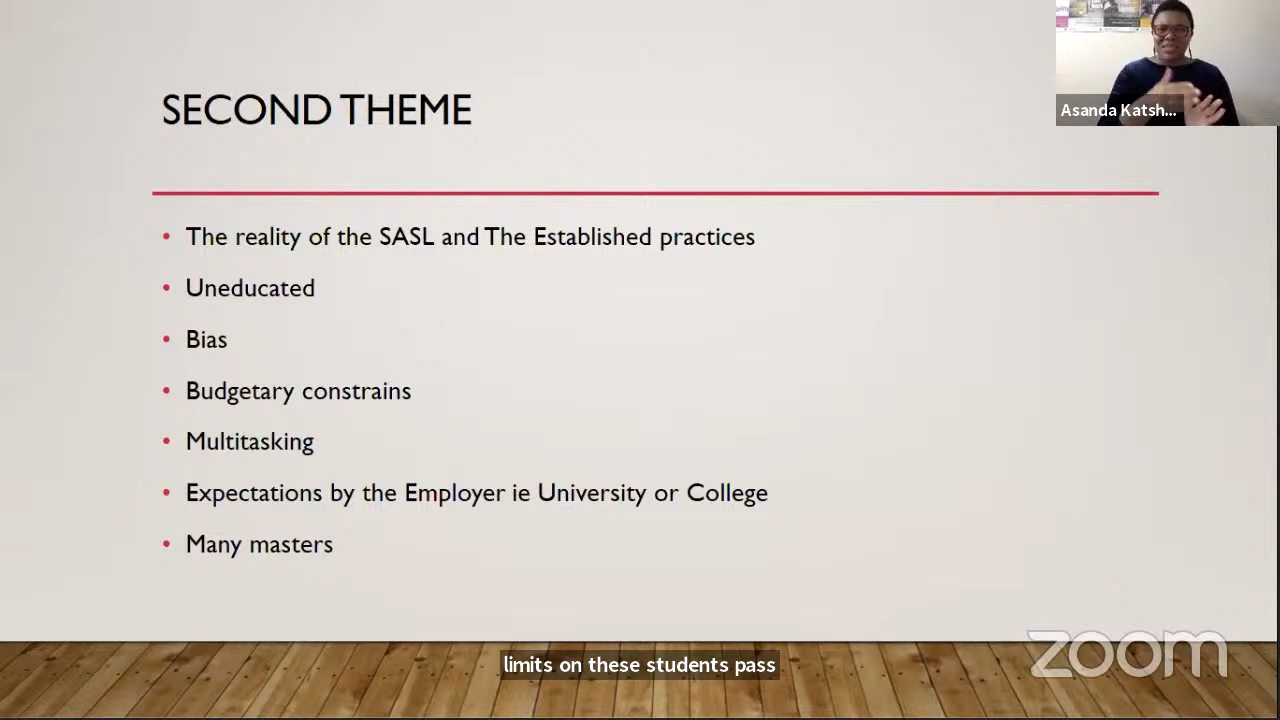 SECOND THEME
Asanda Katsh...
• The reality of the SASL and The Established practices
• Uneducated
• Bias
• Budgetary constrains
• Multitasking
• Expectations by the Employer ie University or College
• Many masters
zoom
limits on these students pass